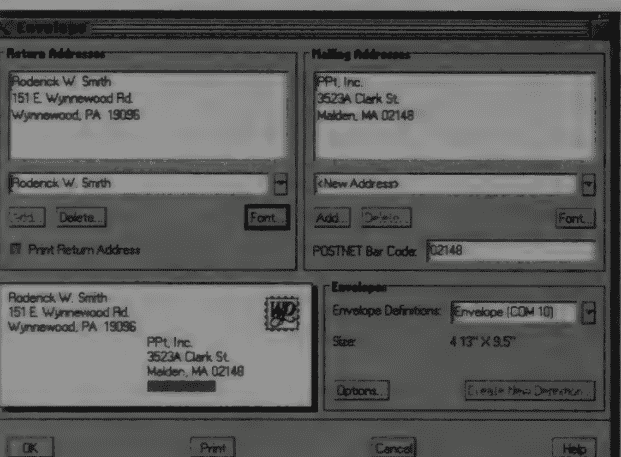 Envelope
Return Addresses
Roderick W. Smith
151 E. Wynnewood Rd.
Wynnewood, PA 19096
Roderick W. Smith
Add... Delete... Font...
Print Return Address
Mailing Addresses
PPt, Inc.
3523A Clark St.
Malden, MA 02148
<New Address>
Add... Delete... Font...
POSTNET Bar Code: 02148
Roderick W. Smith
151 E. Wynnewood Rd.
Wynnewood, PA 19096
PPt, Inc.
3523A Clark St.
Malden, MA 02148
Envelopes
Envelope Definitions: Envelope (COM 10)
Size: 4.13" X 9.5"
Options... Create New Definition...
OK Print Cancel Help